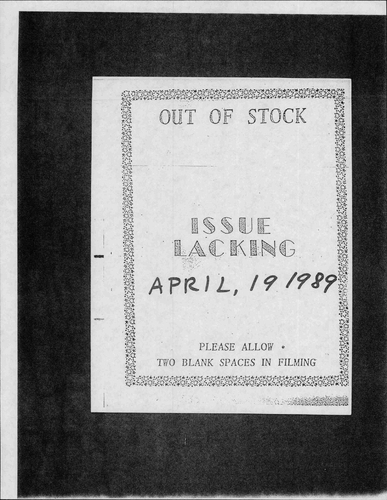 OUT OF STOCK
ISSUE
LACKING
APRIL, 19 1989
PLEASE ALLOW
TWO BLANK SPACES IN FILMING